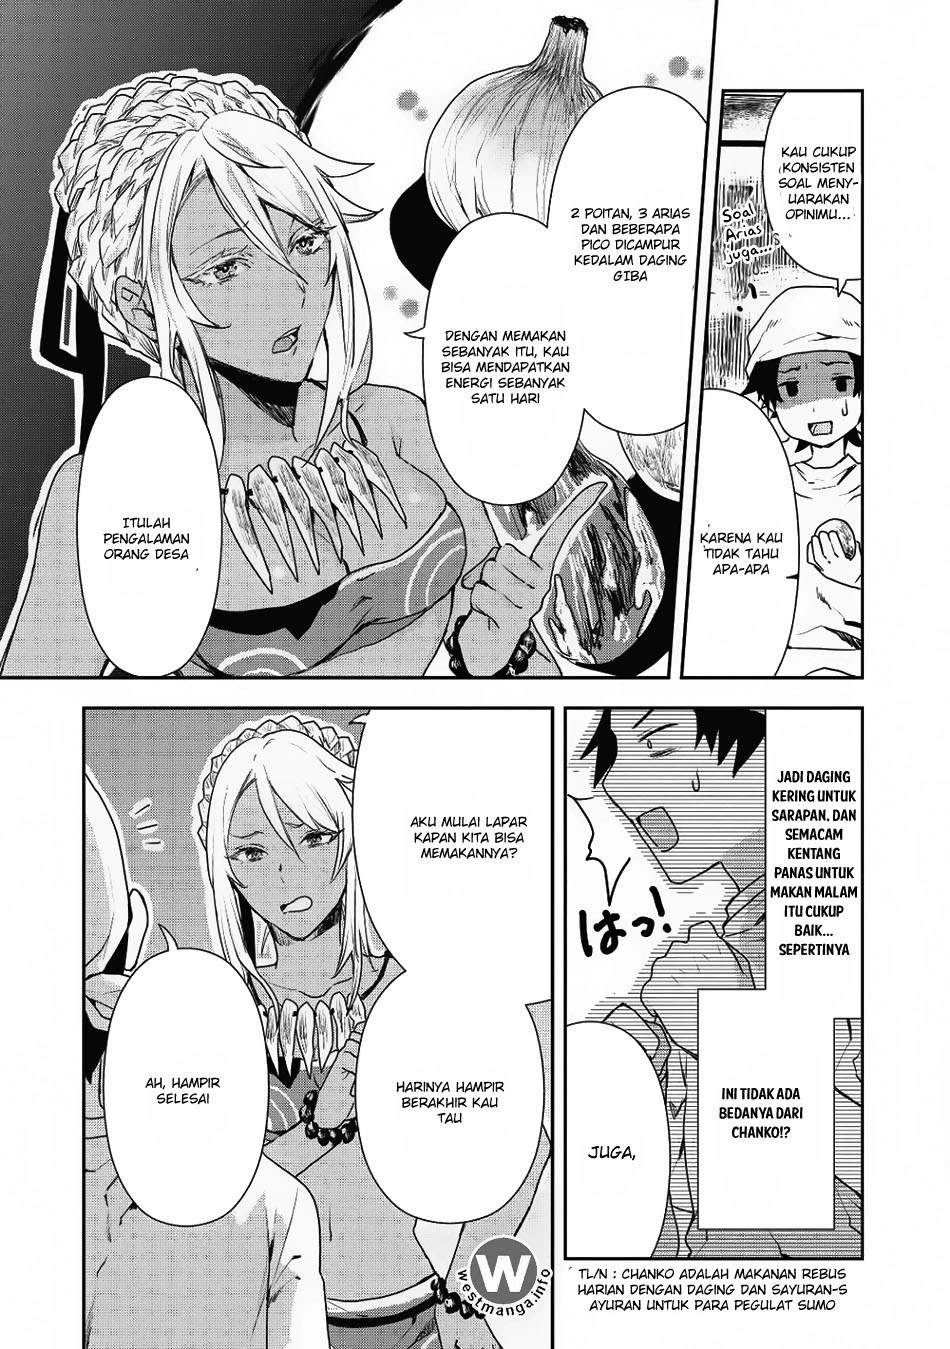 KAU CUKUP
KONSISTEN
SOAL MENY-
UARAKAN
OPINIMU...
Soal
Arias
juga...
KARENA KAU
TIDAK TAHU
APA-APA
2 POITAN, 3 ARIAS
DAN BEBERAPA
PICO DICAMPUR
KEDALAM DAGING
GIBA
DENGAN MEMAKAN
SEBANYAK ITU, KAU
BISA MENDAPATKAN
ENERGI SEBANYAK
SATU HARI
ITULAH
PENGALAMAN
ORANG DESA
JADI DAGING
KERING UNTUK
SARAPAN, DAN
SEMACAM
KENTANG
PANAS UNTUK
MAKAN MALAM
ITU CUKUP
BAIK...
SEPERTINYA
はっ!
INI TIDAK ADA
BEDANYA DARI
CHANKO!?
JUGA,
TL/N : CHANKO ADALAH MAKANAN REBUS
HARIAN DENGAN DAGING DAN SAYURAN-S
AYURAN UNTUK PARA PEGULAT SUMO
AKU MULAI LAPAR
KAPAN KITA BISA
MEMAKANNYA?
HARINYA HAMPIR
BERAKHIR KAU
TAU
AH, HAMPIR
SELESAI
W
westmanga.info